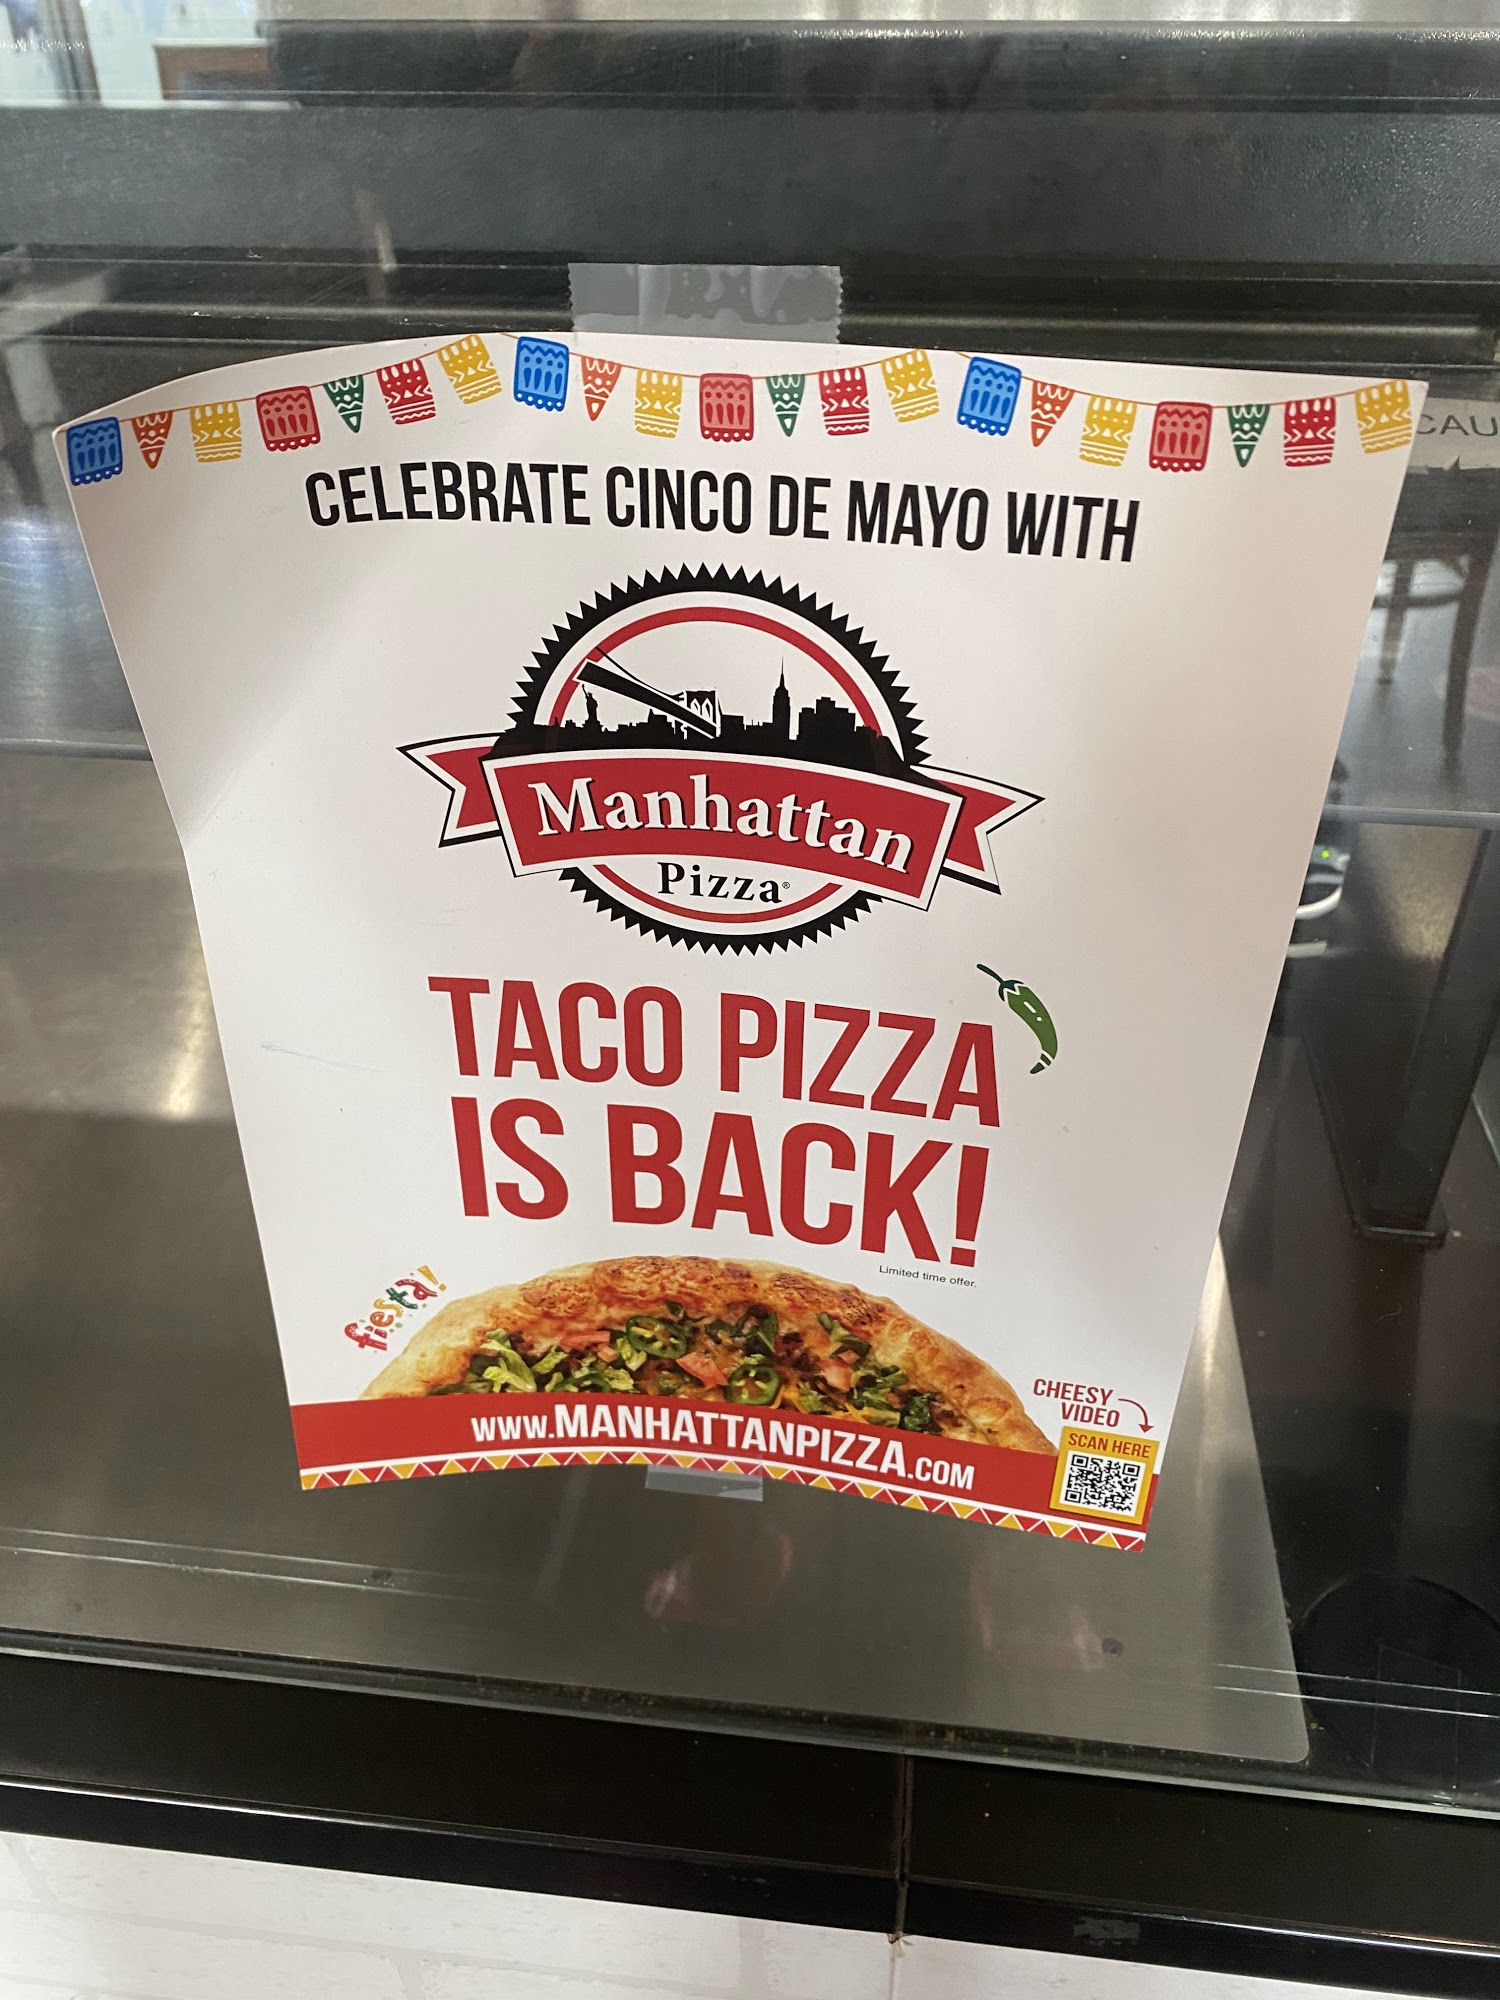 CELEBRATE CINCO DE MAYO WITH
Manhattan
Pizza®
TACO PIZZA
IS BACK!
Limited time offer.
fiesta!
CHEESY
VIDEO
SCAN HERE
www.MANHATTANPIZZA.com
CAU